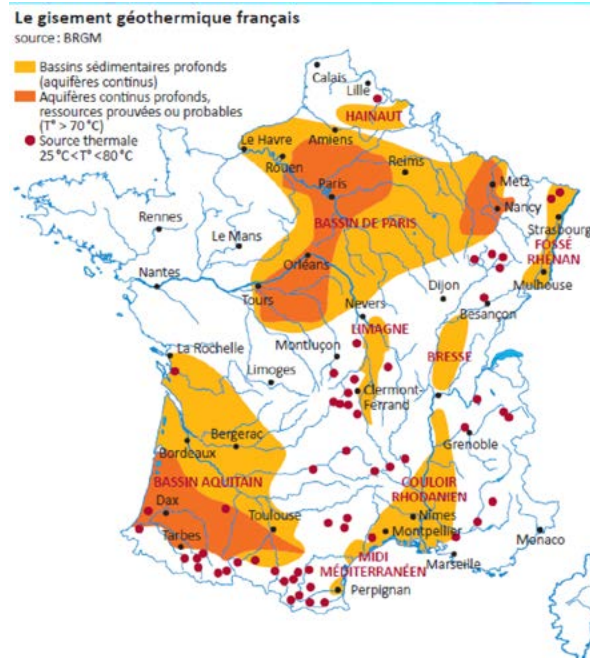 Le gisement géothermique français
source : BRGM
Bassins sédimentaires profonds
(aquifères continus)
Aquifères continus profonds,
ressources prouvées ou probables
(T° > 70 °C)
Source thermale
25 °C < T° < 80 °C
Calais
Lille
HAINAUT
Amiens
Le Havre
Rouen
Reims
Metz
Paris
Nancy
BASSIN DE PARIS
Strasbourg
FOSSÉ
RHÉNAN
Rennes
Le Mans
Orléans
Mulhouse
Nantes
Tours
Dijon
Besançon
Nevers
LIMAGNE
BRESSE
La Rochelle
Montluçon
Limoges
Clermont-
Ferrand
Bergerac
Grenoble
Bordeaux
BASSIN AQUITAIN
COULOIR
RHODANIEN
Dax
Toulouse
Nîmes
Montpellier
Tarbes
Menaco
MIDI
MÉDITERRANÉEN
Marseille
Perpignan